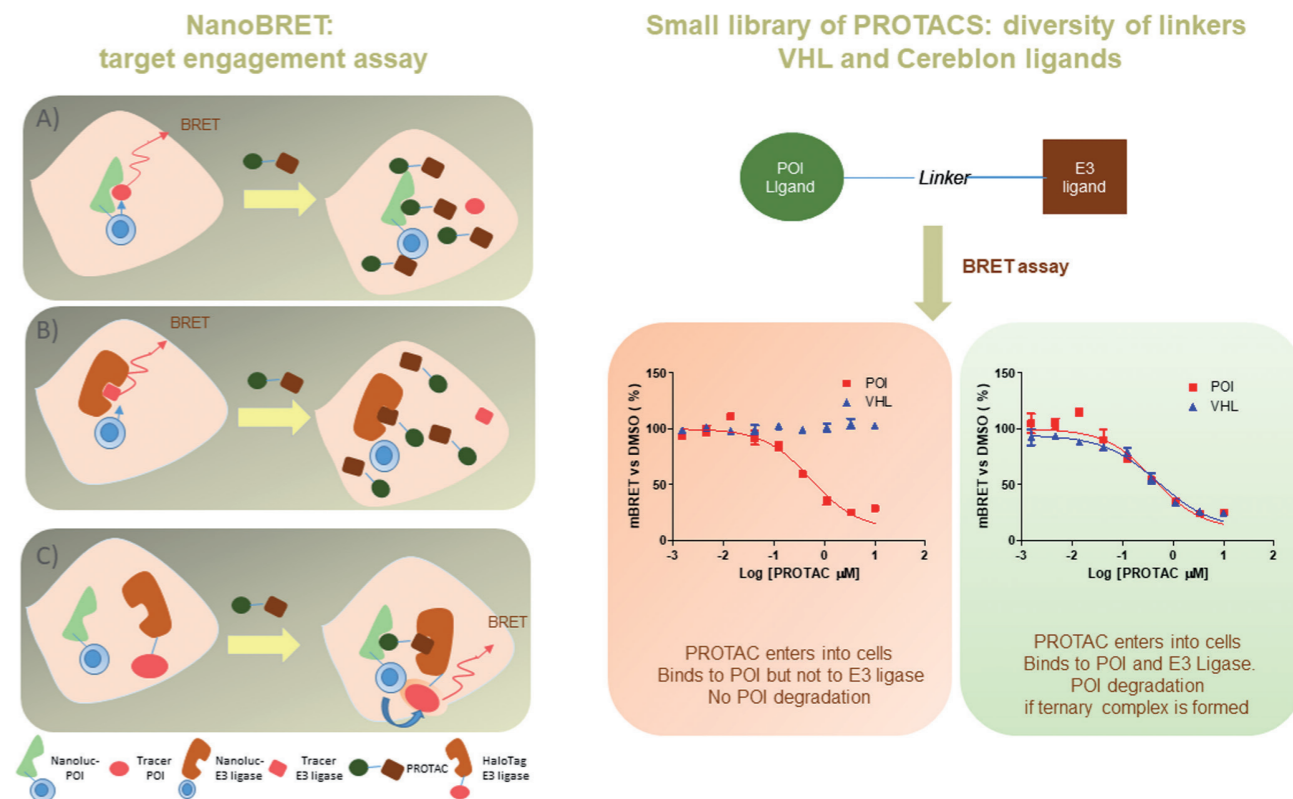 NanoBRET:
target engagement assay
A)
BRET
B)
BRET
C)
BRET
Nanoluc-
POI
Tracer
POI
Nanoluc-
E3 ligase
Tracer
E3 ligase
PROTAC
HaloTag
E3 ligase
Small library of PROTACS: diversity of linkers
VHL and Cereblon ligands
POI
LIgand
Linker
E3
ligand
BRET assay
mBRET vs DMSO ( %)
150
100
50
0
POI
VHL
-3 -2 -1 0 1 2
Log [PROTAC µM]
PROTAC enters into cells
Binds to POI but not to E3 ligase
No POI degradation
mBRET vs DMSO ( %)
150
100
50
0
POI
VHL
-3 -2 -1 0 1 2
Log [PROTAC µM]
PROTAC enters into cells
Binds to POI and E3 Ligase.
POI degradation
if ternary complex is formed